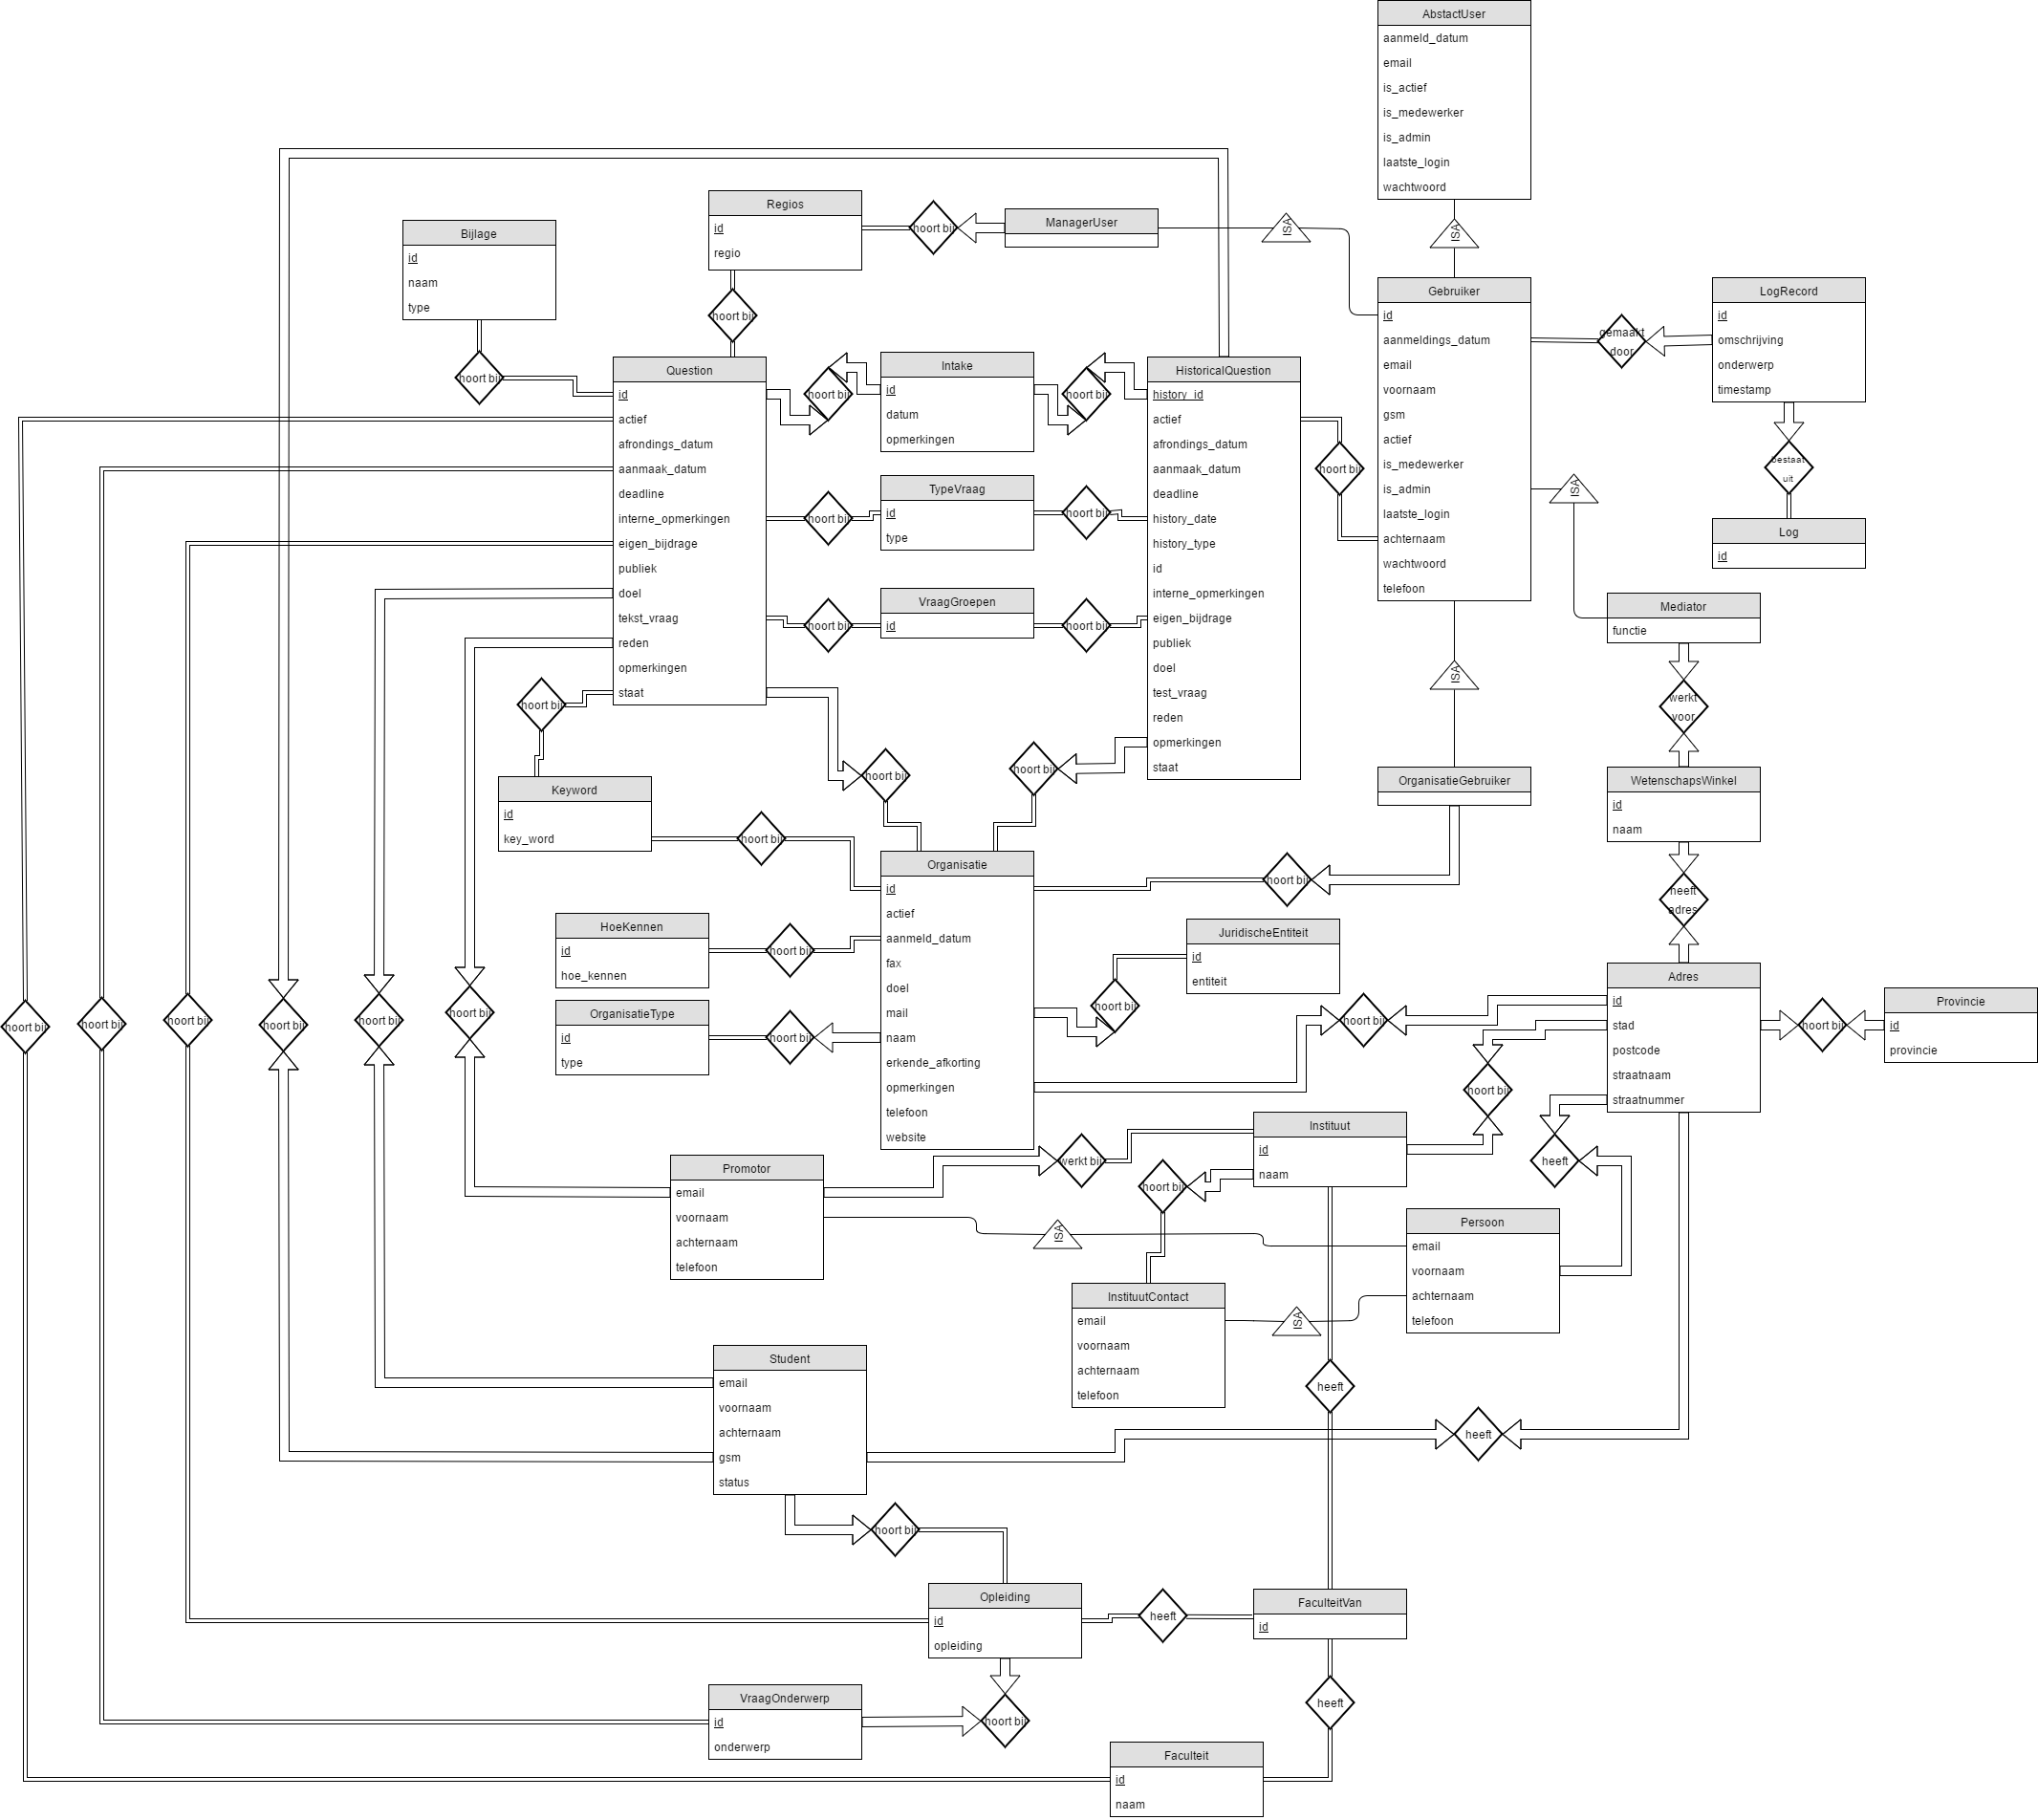 AbstactUser
aanmeld_datum
email
is_actief
is_medewerker
is_admin
laatste_login
wachtwoord
ISA
Regios
id
regio
hoort bij
ManagerUser
ISA
Bijlage
id
naam
type
hoort bij
hoort bij
Gebruiker
id
aanmeldings_datum
email
voornaam
gsm
actief
is_medewerker
is_admin
laatste_login
achternaam
wachtwoord
telefoon
gemaakt
door
LogRecord
id
omschrijving
onderwerp
timestamp
bestaat
uit
Log
id
Question
id
actief
afrondings_datum
aanmaak_datum
deadline
interne_opmerkingen
eigen_bijdrage
publiek
doel
tekst_vraag
reden
opmerkingen
staat
hoort bij
Intake
id
datum
opmerkingen
hoort bij
HistoricalQuestion
history_id
actief
afrondings_datum
aanmaak_datum
deadline
history_date
history_type
id
interne_opmerkingen
eigen_bijdrage
publiek
doel
test_vraag
reden
opmerkingen
staat
hoort bij
hoort bij
TypeVraag
id
type
hoort bij
hoort bij
VraagGroepen
id
hoort bij
ISA
Mediator
functie
werkt
voor
ISA
hoort bij
hoort bij
hoort bij
OrganisatieGebruiker
WetenschapsWinkel
id
naam
Keyword
id
key_word
hoort bij
hoort bij
heeft
adres
Organisatie
id
actief
aanmeld_datum
fax
doel
mail
naam
erkende_afkorting
opmerkingen
telefoon
website
HoeKennen
id
hoe_kennen
hoort bij
JuridischeEntiteit
id
entiteit
hoort bij
OrganisatieType
id
type
hoort bij
hoort bij
Adres
id
stad
postcode
straatnaam
straatnummer
hoort bij
Provincie
id
provincie
hoort bij
hoort bij
hoort bij
hoort bij
hoort bij
hoort bij
hoort bij
Instituut
id
naam
heeft
Promotor
email
voornaam
achternaam
telefoon
werkt bij
hoort bij
ISA
Persoon
email
voornaam
achternaam
telefoon
InstituutContact
email
voornaam
achternaam
telefoon
ISA
Student
email
voornaam
achternaam
gsm
status
heeft
heeft
hoort bij
Opleiding
id
opleiding
heeft
FaculteitVan
id
VraagOnderwerp
id
onderwerp
hoort bij
heeft
Faculteit
id
naam